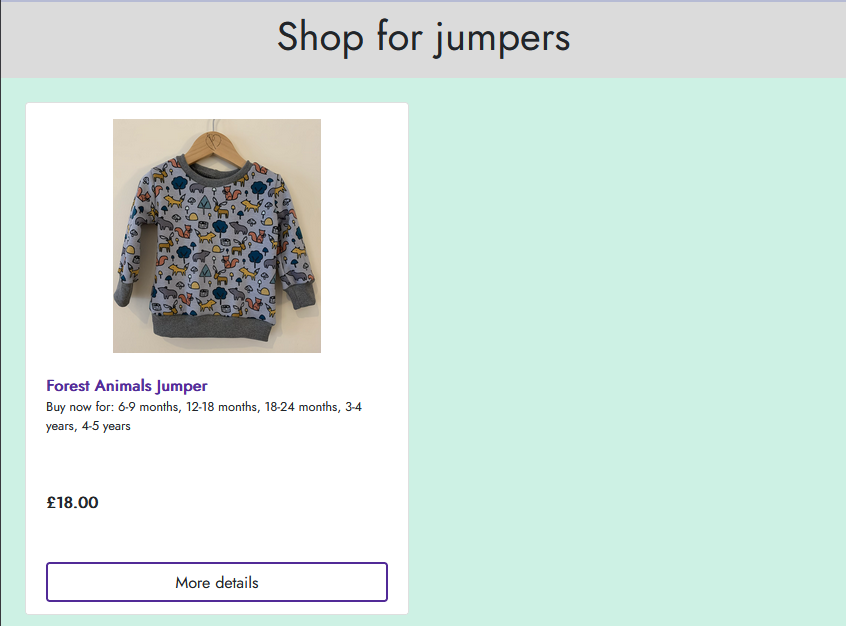 Shop for jumpers
Forest Animals Jumper
Buy now for: 6-9 months, 12-18 months, 18-24 months, 3-4
years, 4-5 years
£18.00
More details